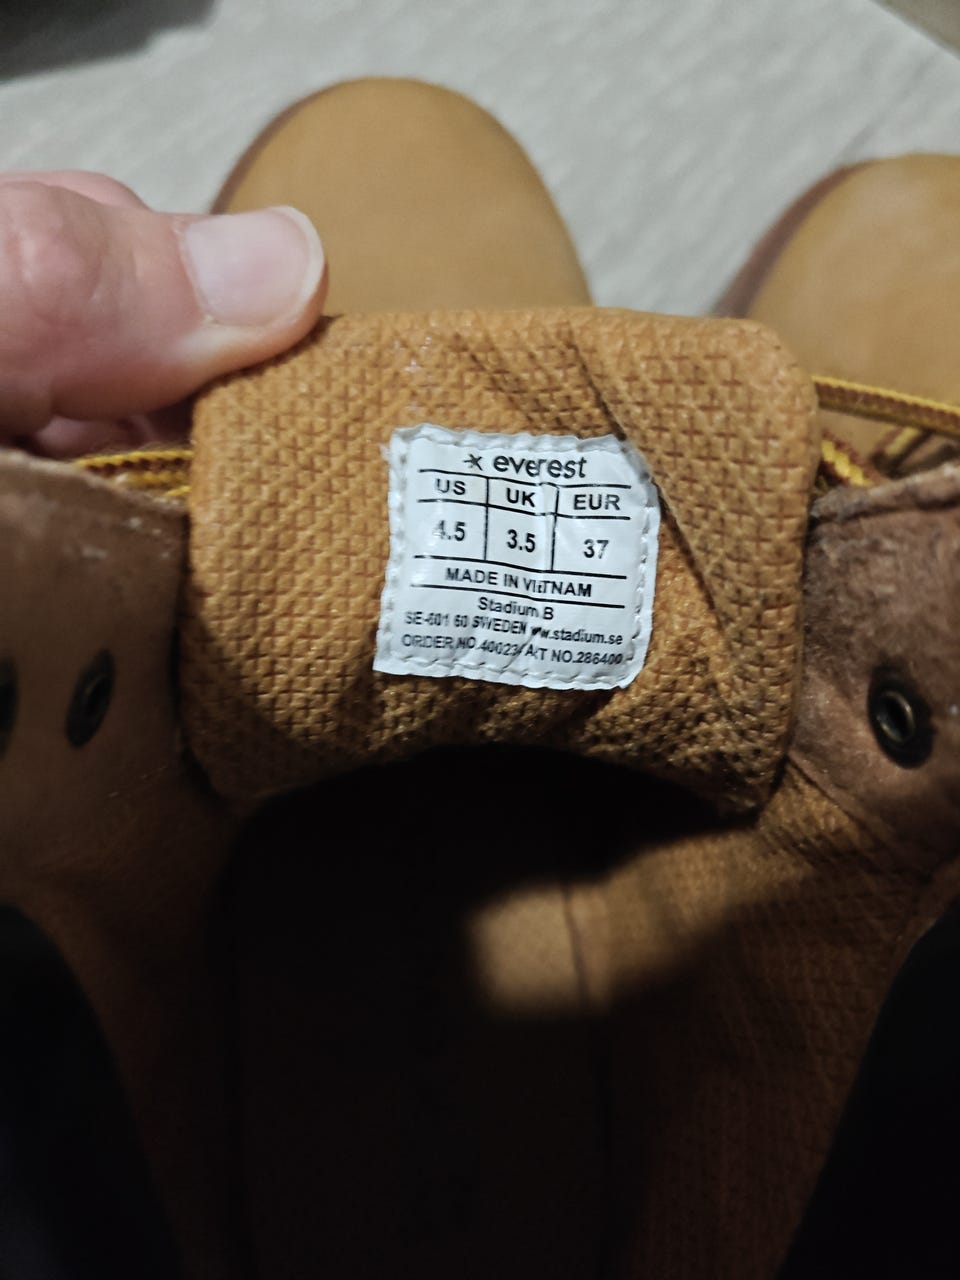 everest
US UK EUR
4.5 3.5 37
MADE IN VIETNAM
Stadium B
SE-601 60 SWEDEN www.stadium.se
ORDER NO.40023 ART NO.286400